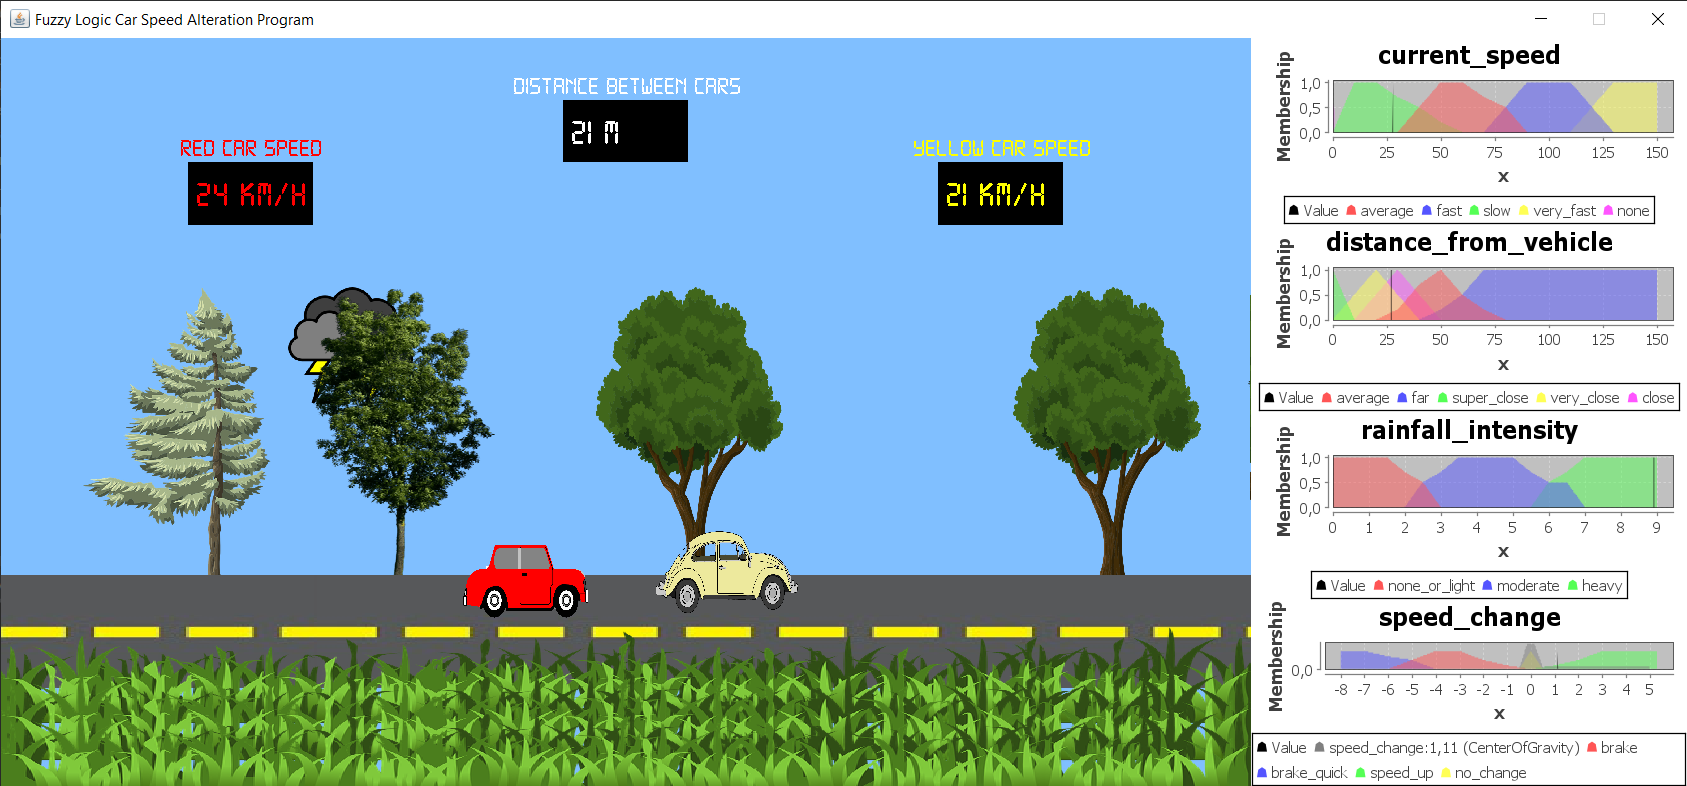 Fuzzy Logic Car Speed Alteration Program
DISTANCE BETWEEN CARS
21 M
RED CAR SPEED
24 KM/H
YELLOW CAR SPEED
21 KM/H
current_speed
Membership
1,0
0,5
0,0
0 25 50 75 100 125 150
x
Value average fast slow very_fast none
distance_from_vehicle
Membership
1,0
0,5
0,0
0 25 50 75 100 125 150
x
Value average far super_close very_close close
rainfall_intensity
Membership
1,0
0,5
0,0
0 1 2 3 4 5 6 7 8 9
x
Value none_or_light moderate heavy
speed_change
Membership
0,0
-8 -7 -6 -5 -4 -3 -2 -1 0 1 2 3 4 5
x
Value speed_change:1,11 (CenterOfGravity) brake
brake_quick speed_up no_change